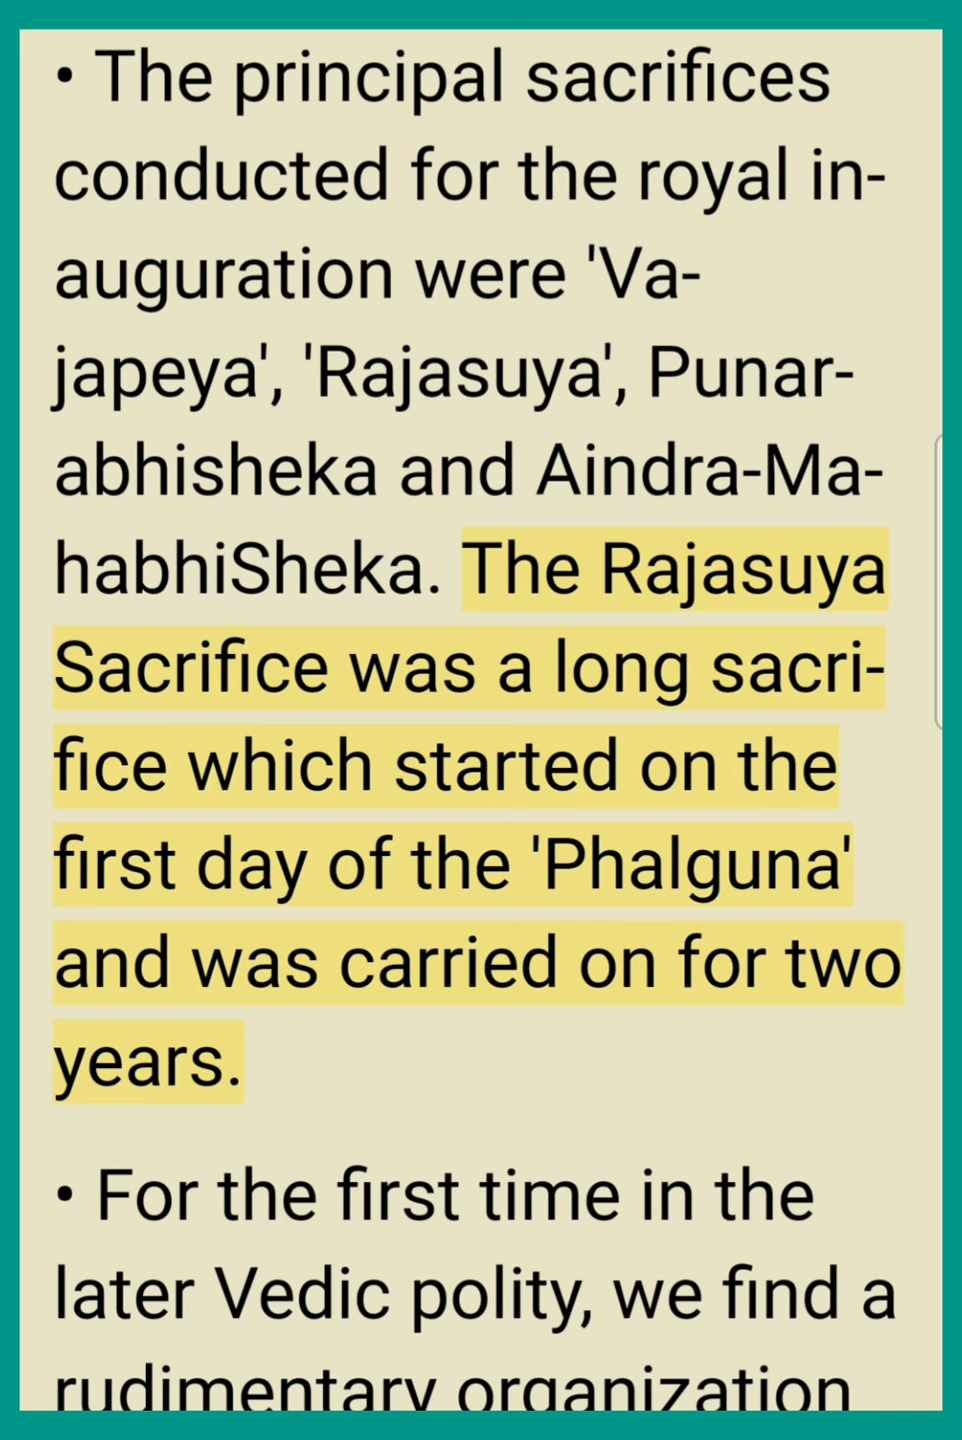 • The principal sacrifices
conducted for the royal in-
auguration were 'Va-
japeya', 'Rajasuya', Punar-
abhisheka and Aindra-Ma-
habhiSheka. The Rajasuya
Sacrifice was a long sacri-
fice which started on the
first day of the 'Phalguna'
and was carried on for two
years.
• For the first time in the
later Vedic polity, we find a
rudimentary organization